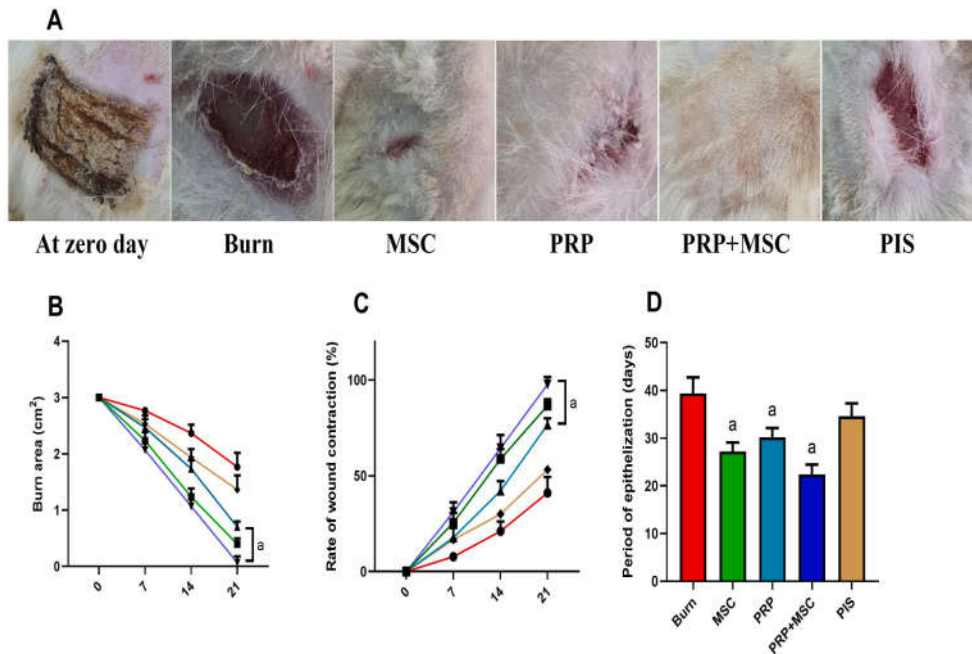 A
At zero day
Burn
MSC
PRP
PRP+MSC
PIS
B
Burn area (cm²)
4
3
2
1
0
0
7
14
21
a
C
Rate of wound contraction (%)
100
50
0
0
7
14
21
a
D
Period of epithelization (days)
50
40
30
20
10
0
a
a
a
Burn
MSC
PRP
PRP+MSC
PIS